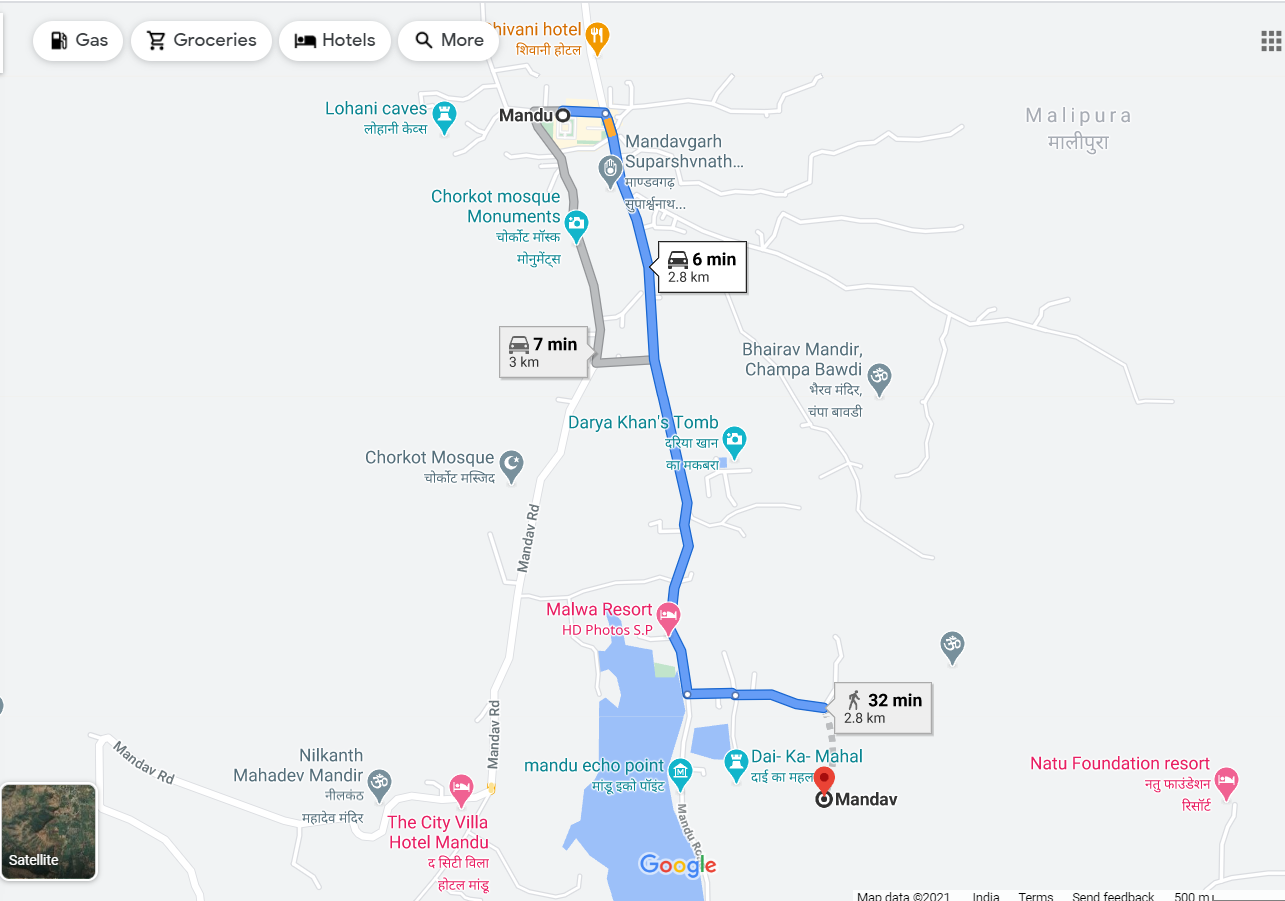 Gas
Groceries
Hotels
More
hivani hotel
शिवानी होटल
Lohani caves
लोहानी केव्स
Mandu
Malipura
मालीपुरा
Mandavgarh
Suparshvnath...
माण्डवगढ़
सुपार्श्वनाथ...
Chorkot mosque
Monuments
चोर्कोट मॉस्क
मोनुमेंट्स
6 min
2.8 km
7 min
3 km
Bhairav Mandir,
Champa Bawdi
भैरव मंदिर,
चंपा बावडी
Darya Khan's Tomb
दरिया खान
का मकबरा
Chorkot Mosque
चोर्कोट मस्जिद
Mandav Rd
Malwa Resort
HD Photos S.P
32 min
2.8 km
Mandav Rd
Mandav Rd
Nilkanth
Mahadev Mandir
नीलकंठ
महादेव मंदिर
mandu echo point
मांडू इको पॉइंट
Dai- Ka- Mahal
दाई का महल
Mandav
Natu Foundation resort
नतु फाउंडेशन
रिसॉर्ट
The City Villa
Hotel Mandu
द सिटी विला
होटल मांडू
Mandu Ro
Satellite
Google
Map data ©2021 India Terms Send feedback 500 m